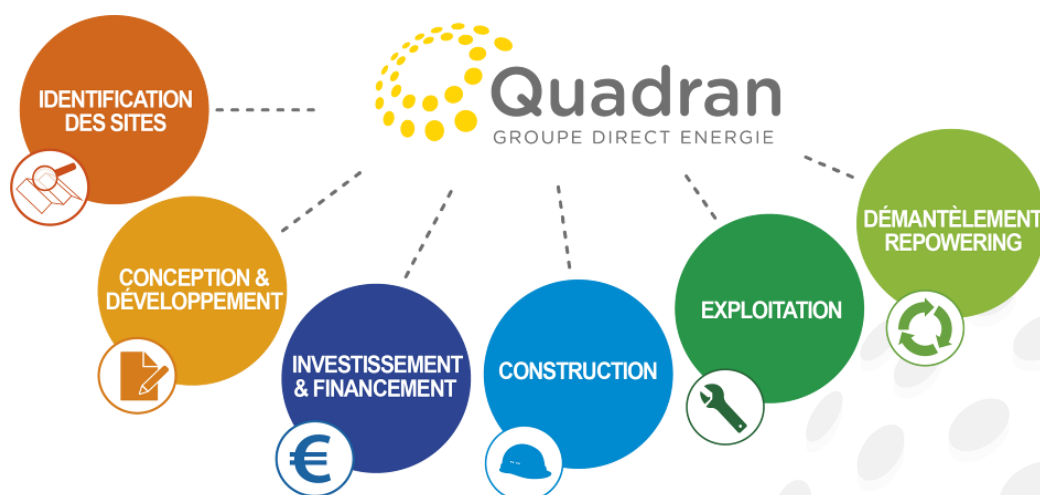 Quadran
GROUPE DIRECT ENERGIE
IDENTIFICATION
DES SITES
CONCEPTION &
DÉVELOPPEMENT
INVESTISSEMENT
& FINANCEMENT
€
CONSTRUCTION
EXPLOITATION
DÉMANTÈLEMENT
REPOWERING